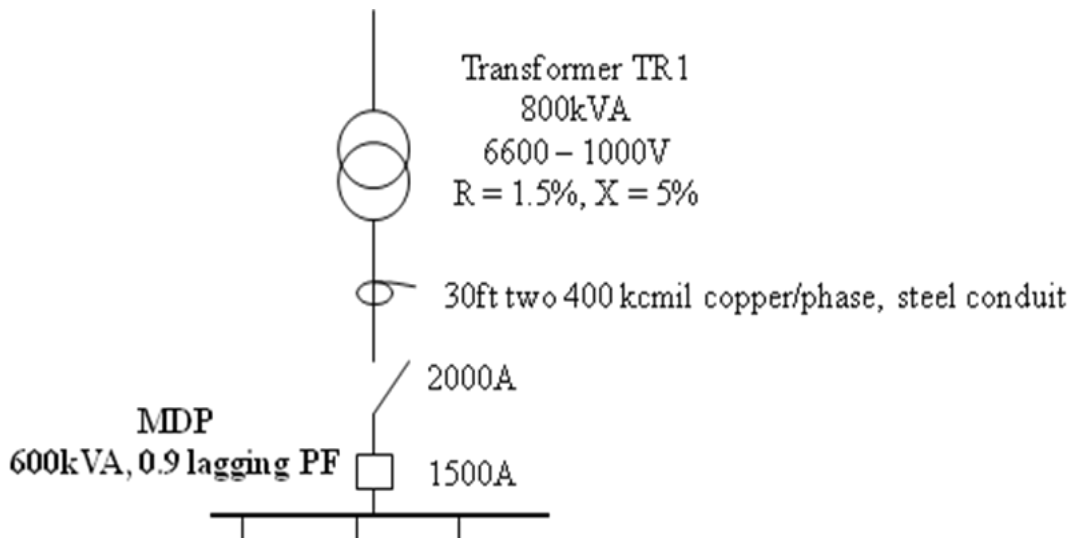 Transformer TR1
800kVA
6600 – 1000V
R = 1.5%, X = 5%
30ft two 400 kcmil copper/phase, steel conduit
2000A
MDP
600kVA, 0.9 lagging PF
1500A